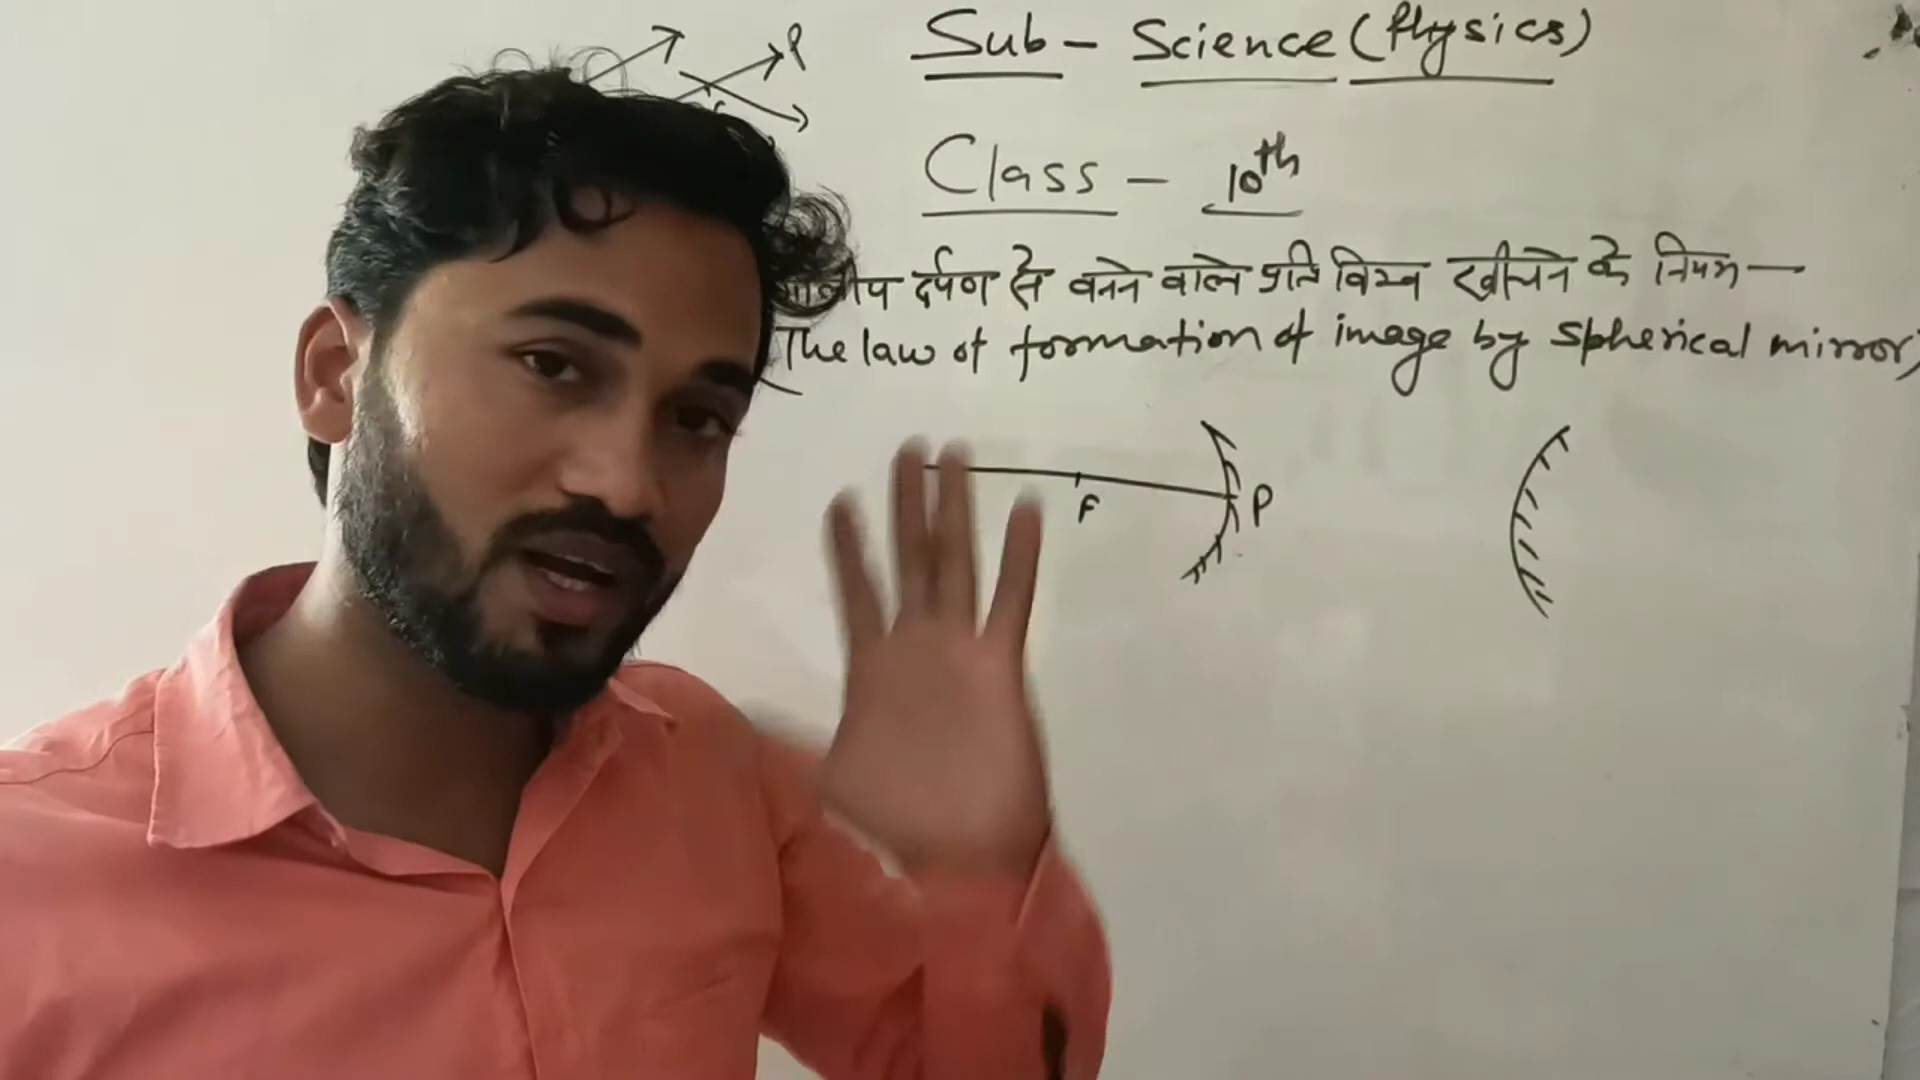 P
Sub - Science (Physics)
Class - 10th
दर्पण से बनने वाले प्रति विम्ब खीचने के नियम —
(The law of formation of image by spherical mirror)
F
P